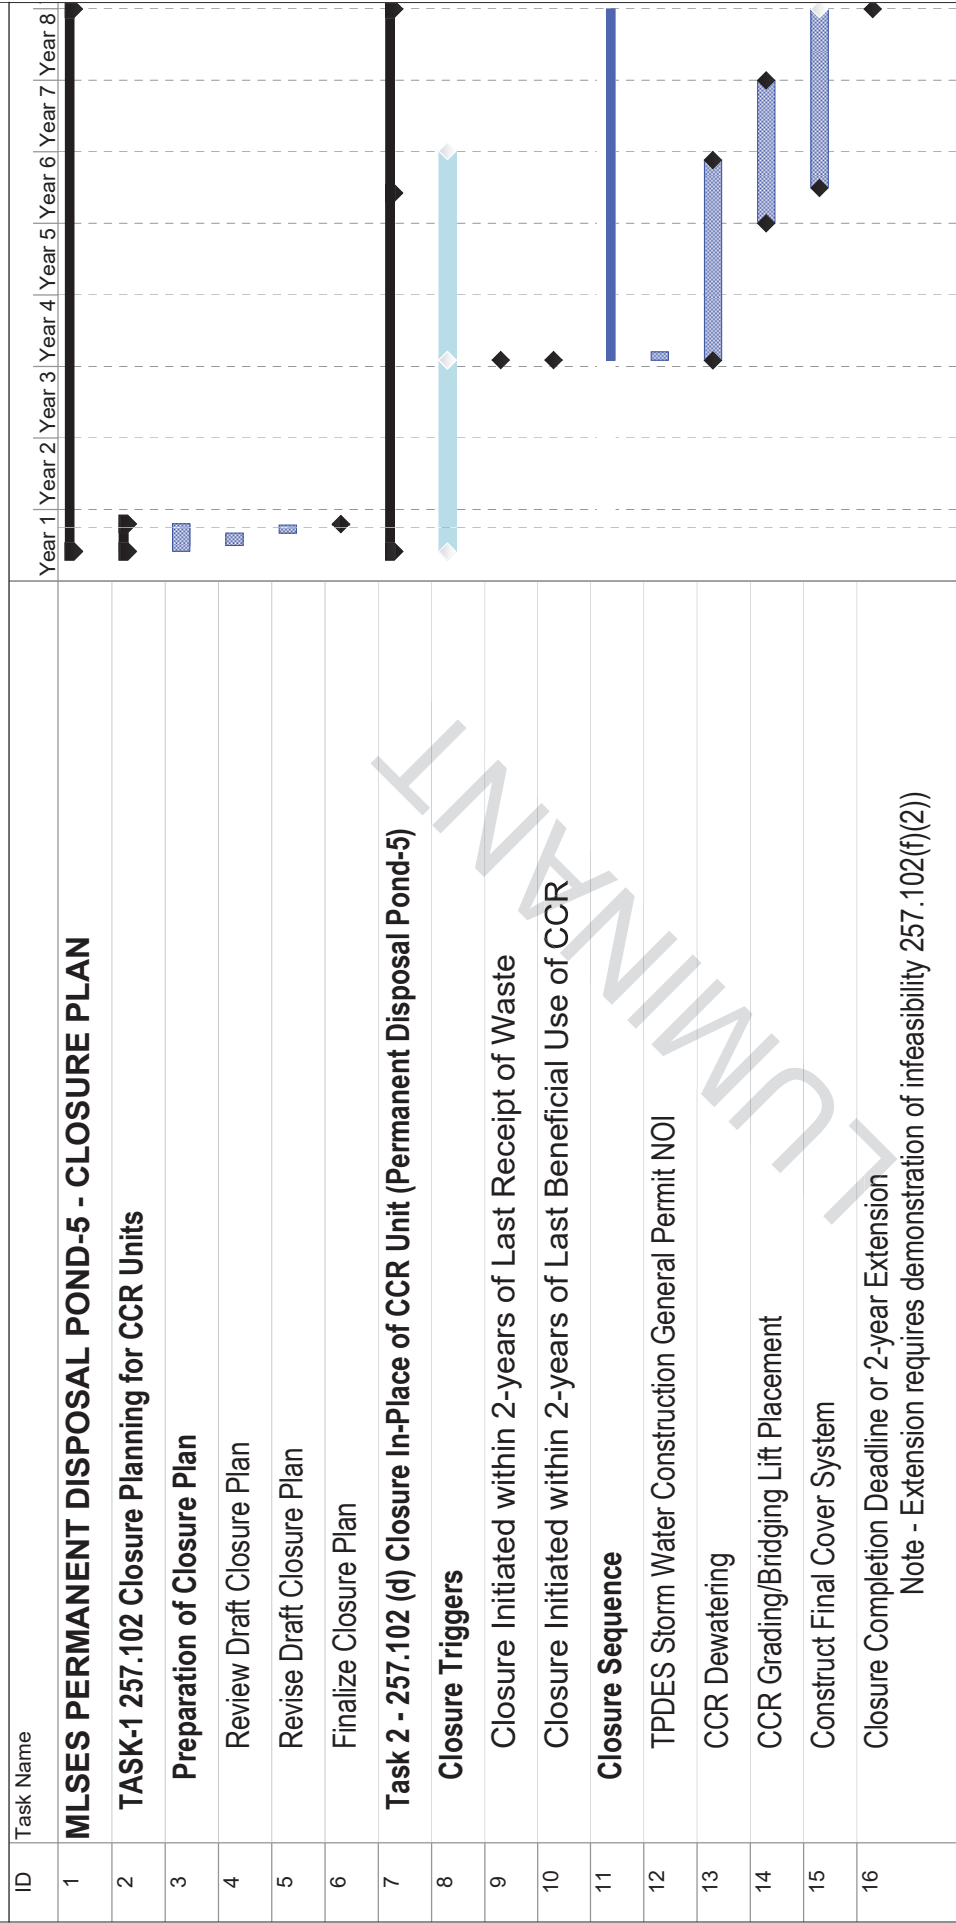 ID Task Name Year 1 Year 2 Year 3 Year 4 Year 5 Year 6 Year 7 Year 8
1 MLSES PERMANENT DISPOSAL POND-5 - CLOSURE PLAN
2 TASK-1 257.102 Closure Planning for CCR Units
3 Preparation of Closure Plan
4 Review Draft Closure Plan
5 Revise Draft Closure Plan
6 Finalize Closure Plan
7 Task 2 - 257.102 (d) Closure In-Place of CCR Unit (Permanent Disposal Pond-5)
8 Closure Triggers
9 Closure Initiated within 2-years of Last Receipt of Waste
10 Closure Initiated within 2-years of Last Beneficial Use of CCR
11 Closure Sequence
12 TPDES Storm Water Construction General Permit NOI
13 CCR Dewatering
14 CCR Grading/Bridging Lift Placement
15 Construct Final Cover System
16 Closure Completion Deadline or 2-year Extension
Note - Extension requires demonstration of infeasibility 257.102(f)(2))
LUMINANT